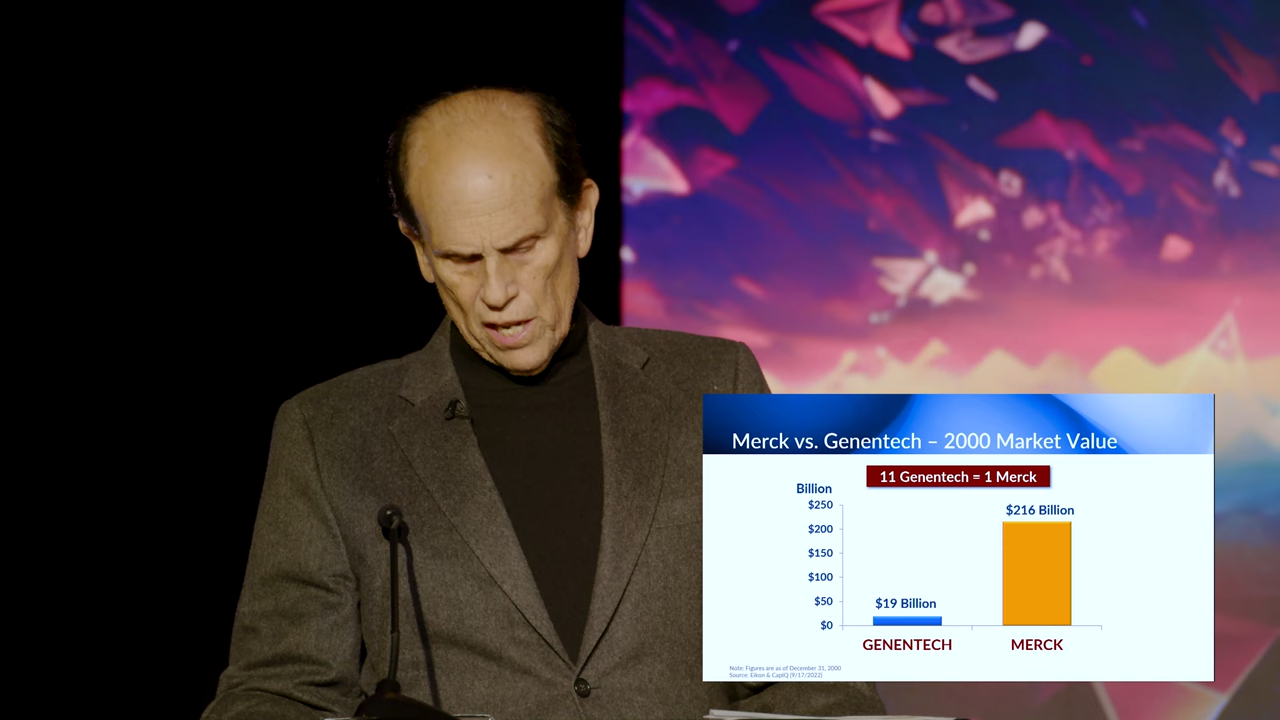 Merck vs. Genentech – 2000 Market Value
11 Genentech = 1 Merck
Billion
$250
$200
$150
$100
$50
$0
$19 Billion
$216 Billion
GENENTECH
MERCK
Note: Figures are as of December 31, 2000
Source: Eikon & CapIQ (9/17/2022)